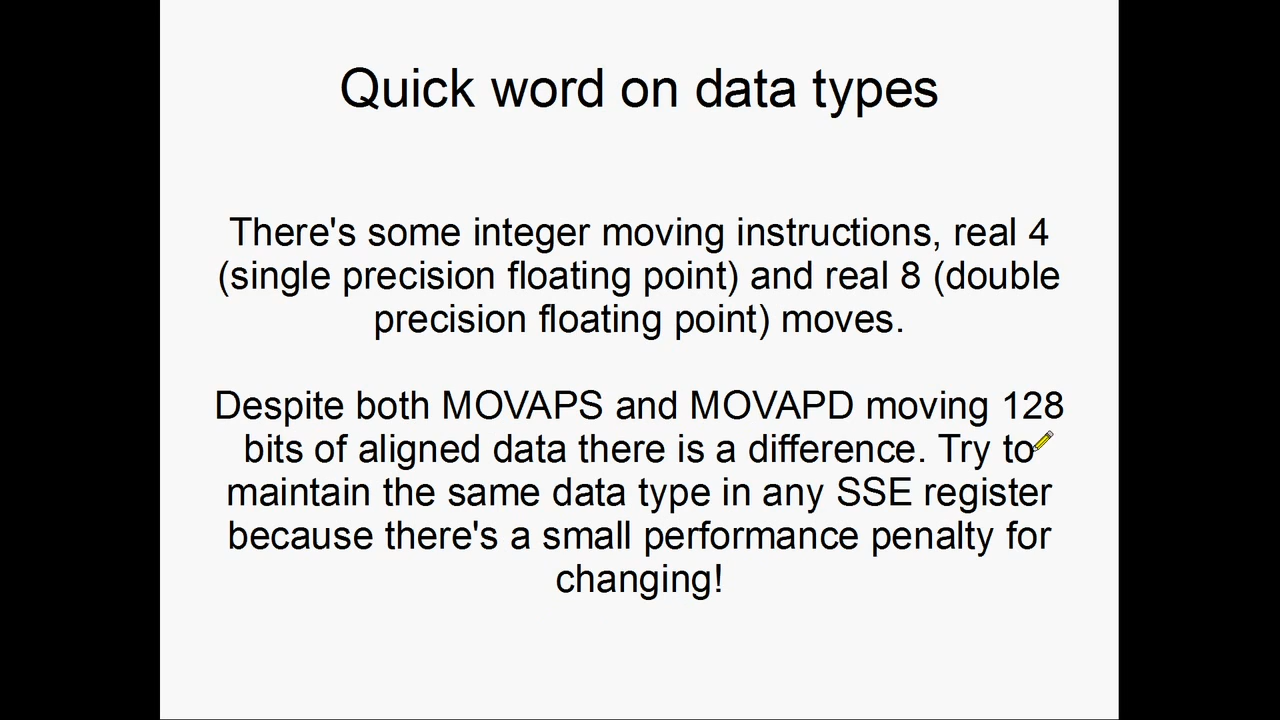 Quick word on data types
There's some integer moving instructions, real 4
(single precision floating point) and real 8 (double
precision floating point) moves.
Despite both MOVAPS and MOVAPD moving 128
bits of aligned data there is a difference. Try to
maintain the same data type in any SSE register
because there's a small performance penalty for
changing!